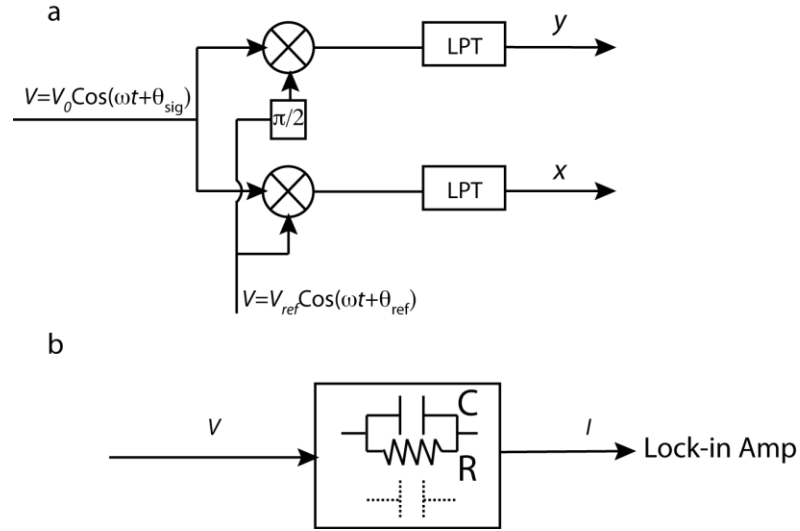 a
y
LPT
V=V₀Cos(ωt+θsig)
π/2
x
LPT
V=VrefCos(ωt+θref)
b
C
V
I
Lock-in Amp
R